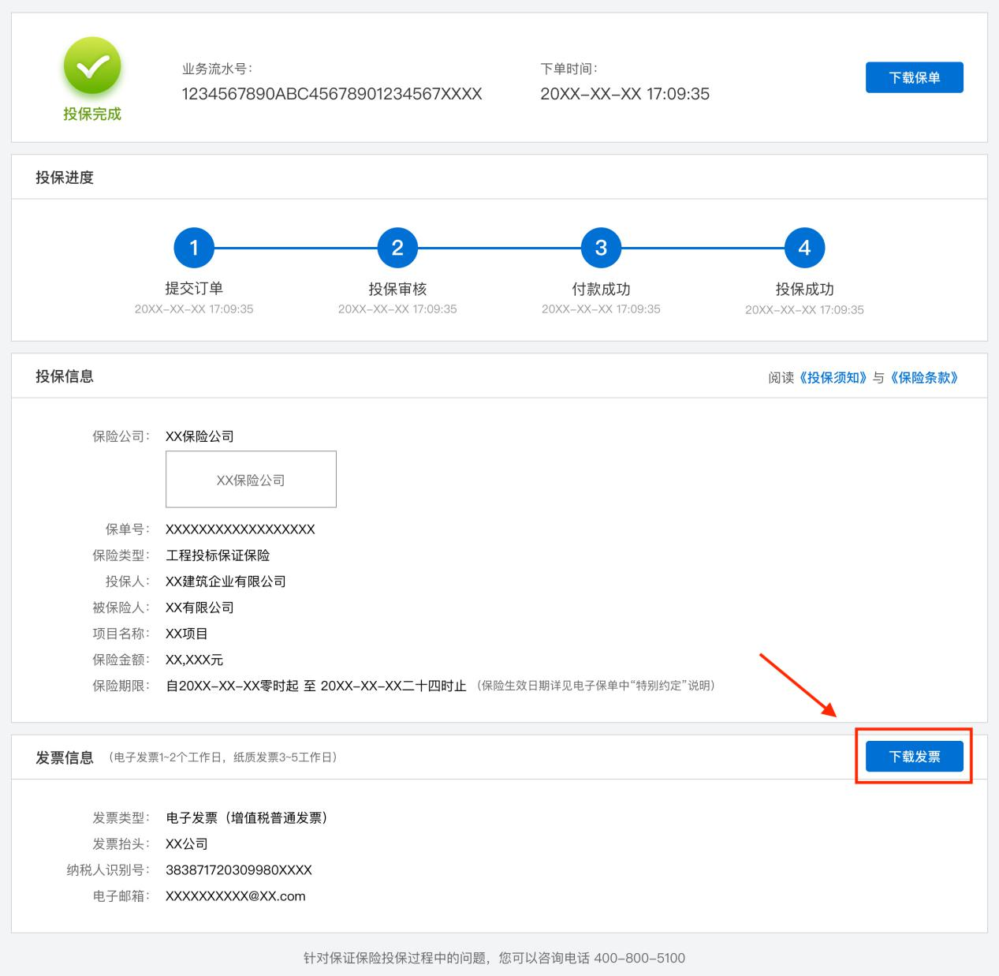 业务流水号：
下单时间：
下载保单
1234567890ABC45678901234567XXXX
20XX-XX-XX 17:09:35
投保完成
投保进度
1
2
3
4
提交订单
投保审核
付款成功
投保成功
20XX-XX-XX 17:09:35
20XX-XX-XX 17:09:35
20XX-XX-XX 17:09:35
20XX-XX-XX 17:09:35
投保信息
阅读《投保须知》与《保险条款》
保险公司： XX保险公司
XX保险公司
保单号： XXXXXXXXXXXXXXXXXX
保险类型： 工程投标保证保险
投保人： XX建筑企业有限公司
被保险人： XX有限公司
项目名称： XX项目
保险金额： XX,XXX元
保险期限： 自20XX-XX-XX零时起 至 20XX-XX-XX二十四时止 （保险生效日期详见电子保单中“特别约定”说明）
发票信息 （电子发票1~2个工作日，纸质发票3~5工作日）
下载发票
发票类型： 电子发票（增值税普通发票）
发票抬头： XX公司
纳税人识别号： 383871720309980XXXX
电子邮箱： XXXXXXXXXX@XX.com
针对保证保险投保过程中的问题，您可以咨询电话 400-800-5100